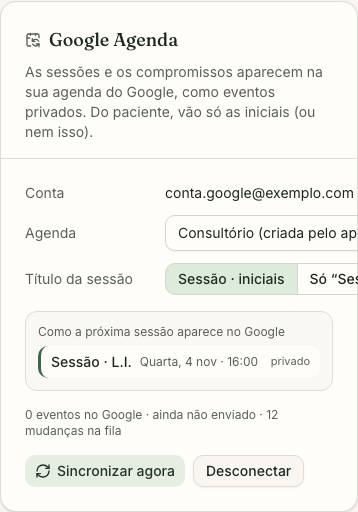 Google Agenda
As sessões e os compromissos aparecem na
sua agenda do Google, como eventos
privados. Do paciente, vão só as iniciais (ou
nem isso).
Conta conta.google@exemplo.com
Agenda Consultório (criada pelo ap
Título da sessão Sessão · iniciais Só “Ses
Como a próxima sessão aparece no Google
Sessão · L.I. Quarta, 4 nov · 16:00 privado
0 eventos no Google · ainda não enviado · 12
mudanças na fila
Sincronizar agora Desconectar